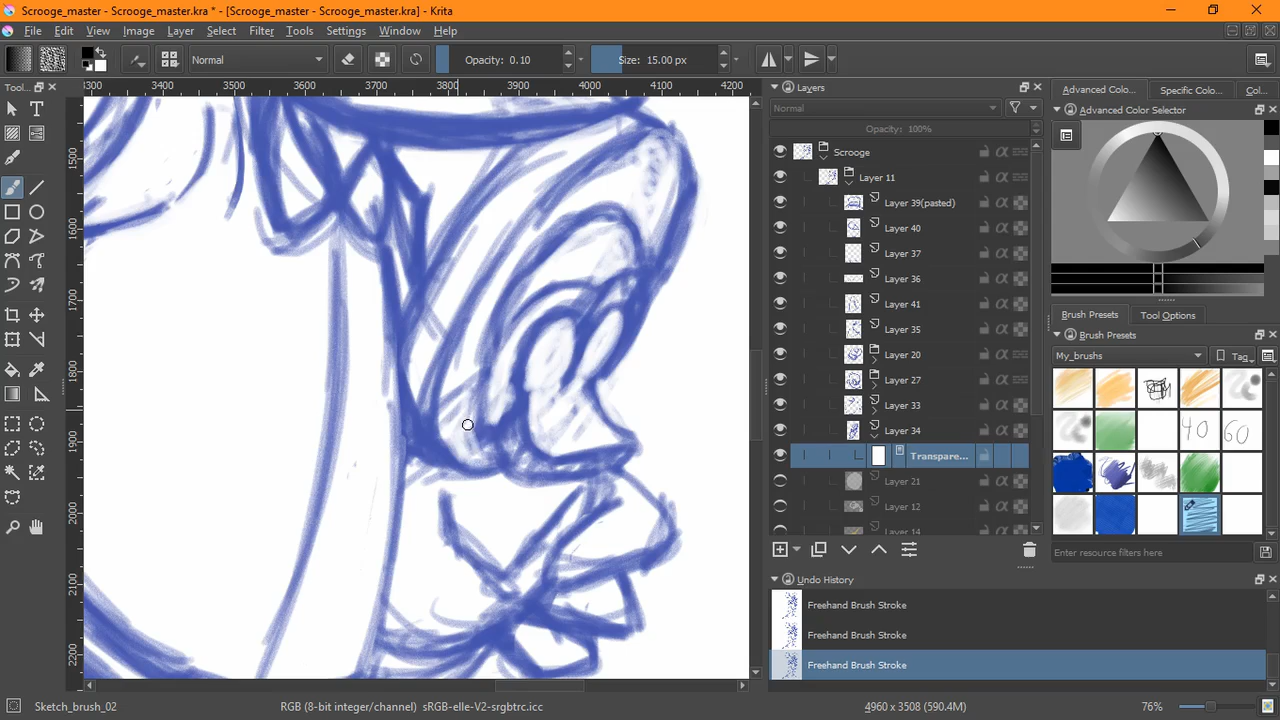 Scrooge_master - Scrooge_master.kra * - [Scrooge_master - Scrooge_master.kra] - Krita
File Edit View Image Layer Select Filter Tools Settings Window Help
Normal
Opacity: 0.10
Size: 15.00 px
Tool...
3300 3500 3600 3700 3800 3900 4000 4100 4200
1500
1600
1700
1800
1900
2000
2100
2200
Layers
Normal
Opacity: 100%
Scrooge
Layer 11
Layer 39(pasted)
Layer 40
Layer 37
Layer 36
Layer 41
Layer 35
Layer 20
Layer 27
Layer 33
Layer 34
Transpare...
Layer 21
Layer 12
Layer 14
Undo History
Freehand Brush Stroke
Freehand Brush Stroke
Freehand Brush Stroke
Advanced Colo... Specific Colo... Col...
Advanced Color Selector
Brush Presets Tool Options
Brush Presets
My_brushes
Tag
40 60
Enter resource filters here
Sketch_brush_02
RGB (8-bit integer/channel) sRGB-elle-V2-srgbtrc.icc
4960 x 3508 (590.4M)
76%